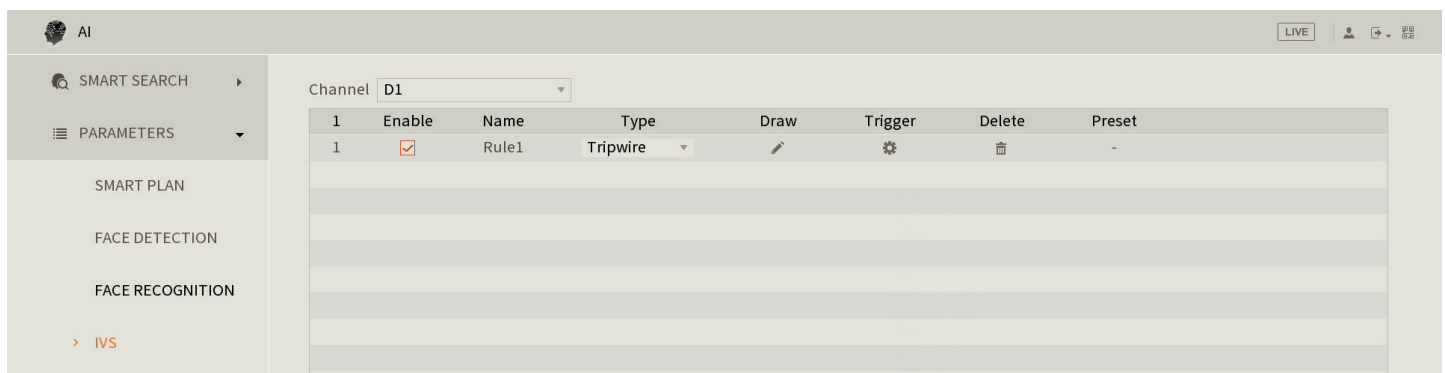 AI
LIVE
SMART SEARCH
Channel D1
1 Enable Name Type Draw Trigger Delete Preset
PARAMETERS
1 Rule1 Tripwire -
SMART PLAN
FACE DETECTION
FACE RECOGNITION
> IVS